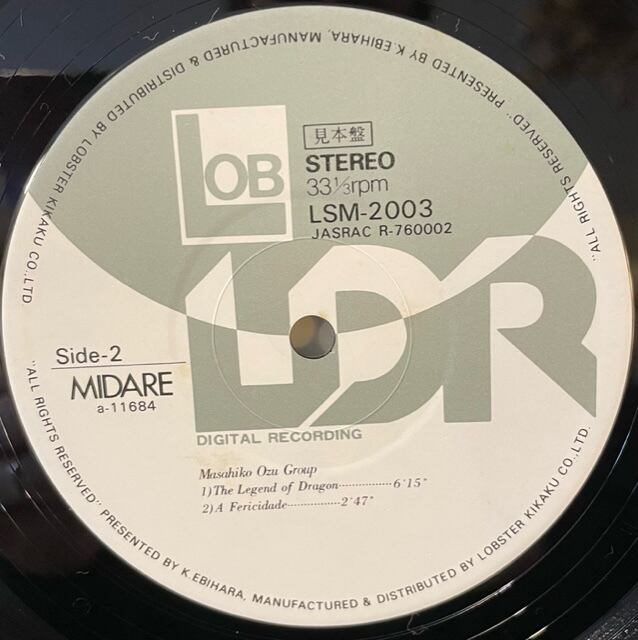 "ALL RIGHTS RESERVED" PRESENTED BY K.EBIHARA, MANUFACTURED & DISTRIBUTED BY LOBSTER KIKAKU CO.,LTD
LOB
見本盤
STEREO
33⅓rpm
LSM-2003
JASRAC R-760002
LDR
Side-2
MIDARE
a-11684
DIGITAL RECORDING
Masahiko Ozu Group
1) The Legend of Dragon················6'15"
2) A Fericidade················2'47"
"ALL RIGHTS RESERVED" PRESENTED BY K.EBIHARA, MANUFACTURED & DISTRIBUTED BY LOBSTER KIKAKU CO.,LTD.